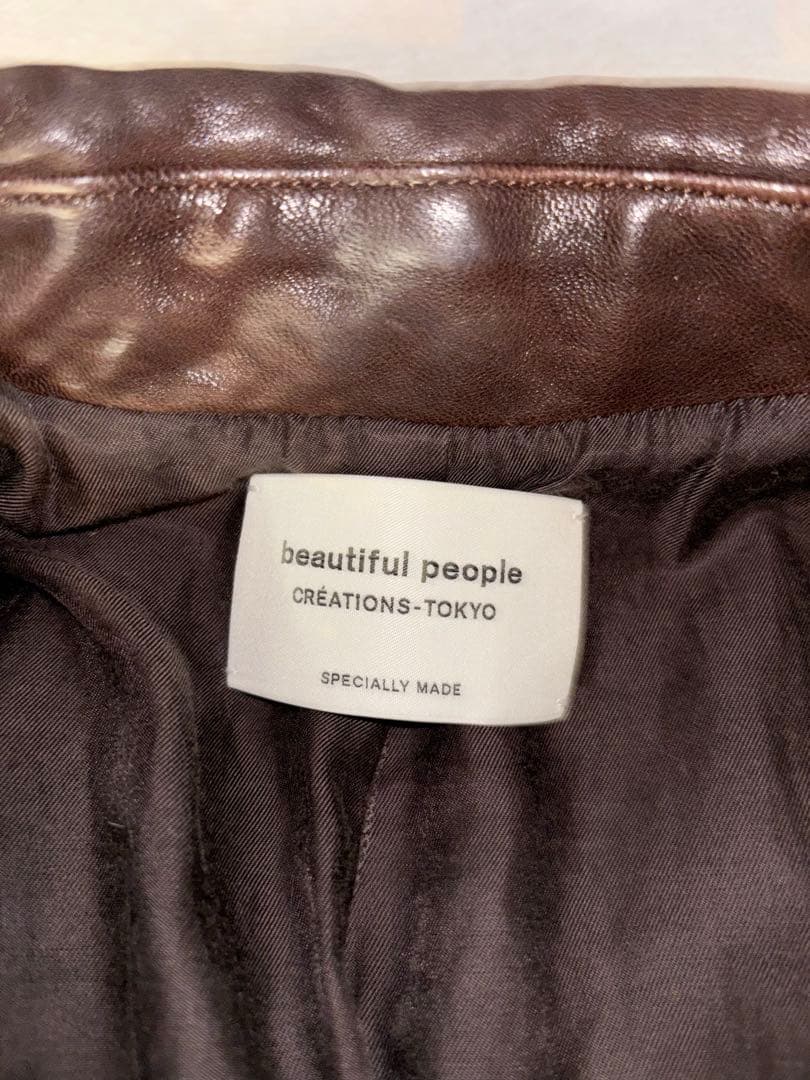 beautiful people
CRÉATIONS-TOKYO
SPECIALLY MADE